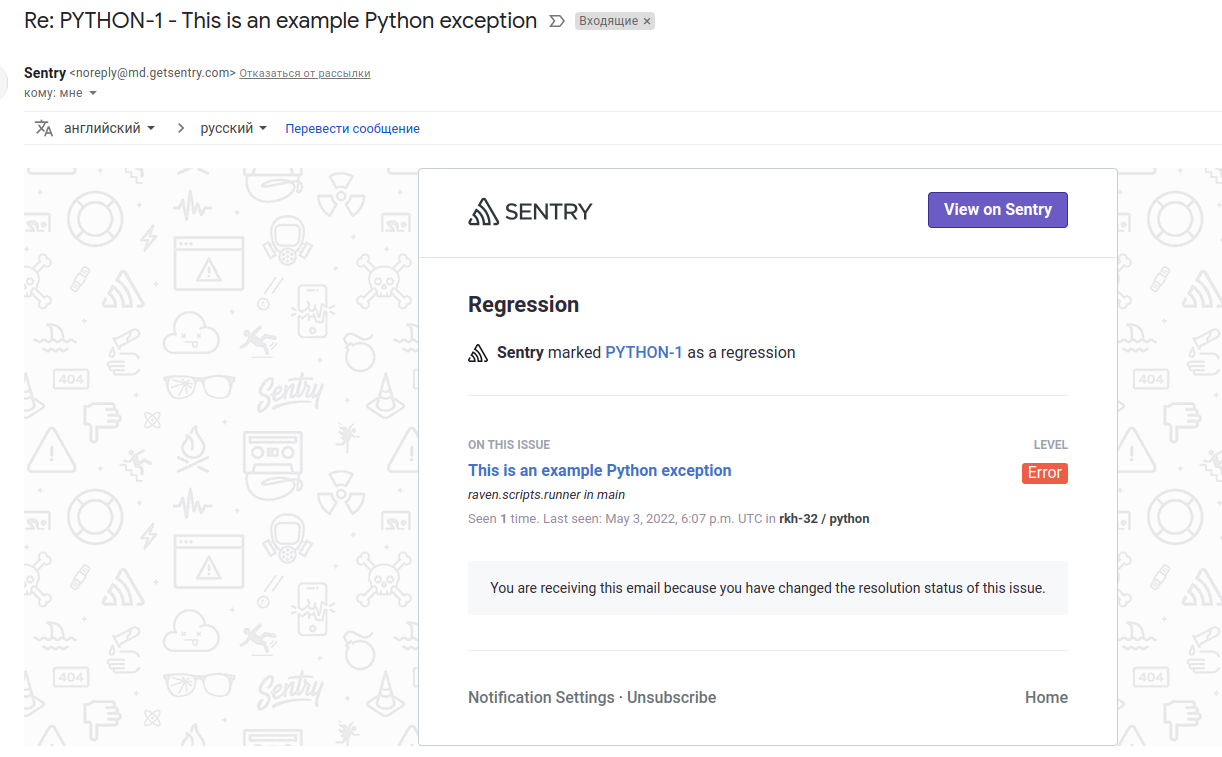 Re: PYTHON-1 - This is an example Python exception Входящие ×
Sentry <noreply@md.getsentry.com> Отказаться от рассылки
кому: мне
английский > русский Перевести сообщение
SENTRY View on Sentry
Regression
Sentry marked PYTHON-1 as a regression
ON THIS ISSUE LEVEL
This is an example Python exception Error
raven.scripts.runner in main
Seen 1 time. Last seen: May 3, 2022, 6:07 p.m. UTC in rkh-32 / python
You are receiving this email because you have changed the resolution status of this issue.
Notification Settings · Unsubscribe Home
404
Sentry
404
404
Sentry
404